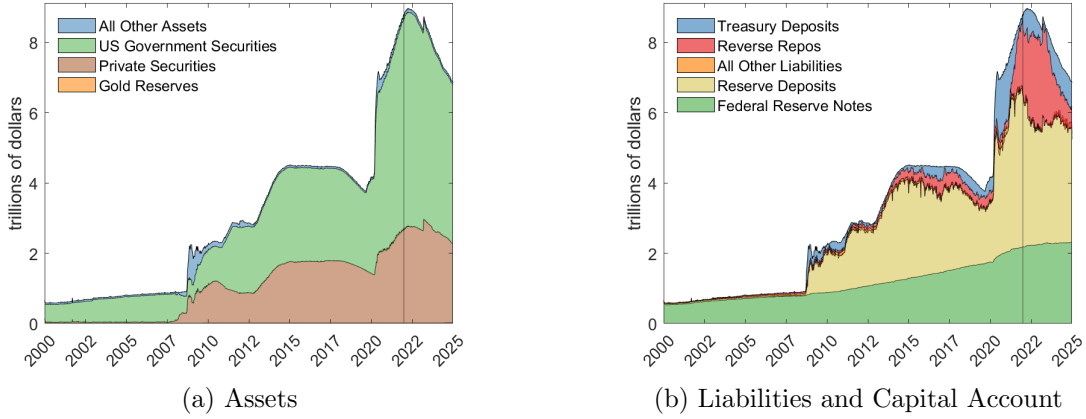 All Other Assets
US Government Securities
Private Securities
Gold Reserves
trillions of dollars
8
6
4
2
0
2000
2002
2005
2007
2010
2012
2015
2017
2020
2022
2025
(a) Assets
Treasury Deposits
Reverse Repos
All Other Liabilities
Reserve Deposits
Federal Reserve Notes
trillions of dollars
8
6
4
2
0
2000
2002
2005
2007
2010
2012
2015
2017
2020
2022
2025
(b) Liabilities and Capital Account